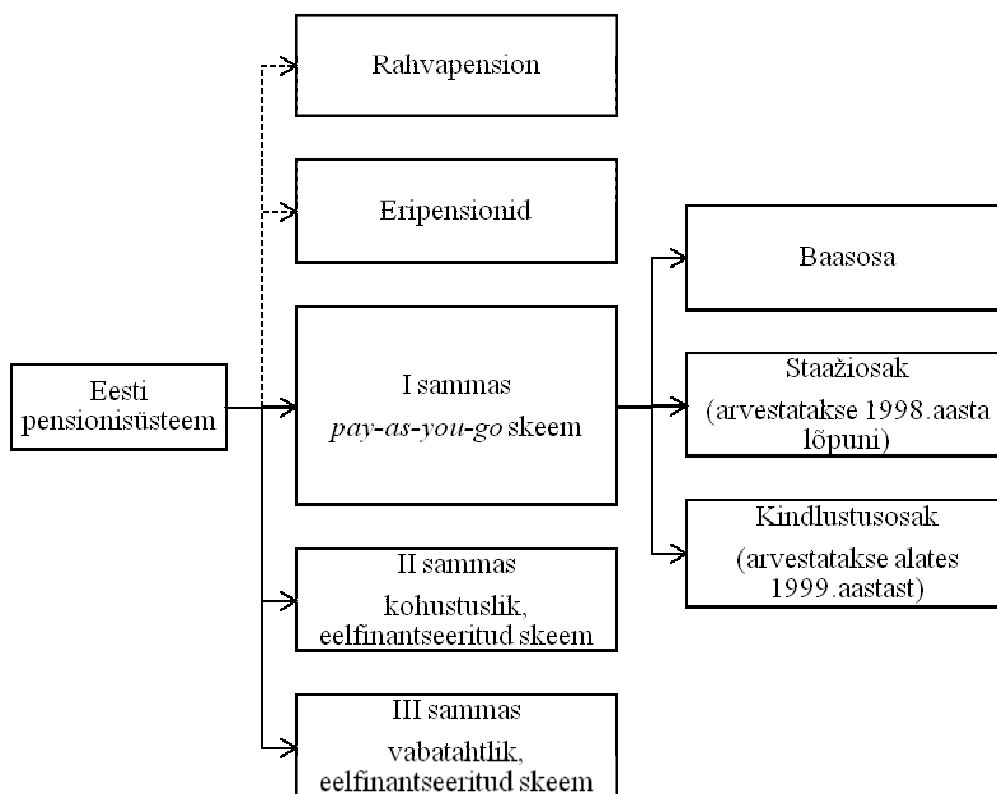 Rahvapension
Eripensionid
Eesti
pensionisüsteem
I sammas
pay-as-you-go skeem
II sammas
kohustuslik,
eelfinantseeritud skeem
III sammas
vabatahtlik,
eelfinantseeritud skeem
Baasosa
Staažiosak
(arvestatakse 1998.aasta
lõpuni)
Kindlustusosak
(arvestatakse alates
1999.aastast)